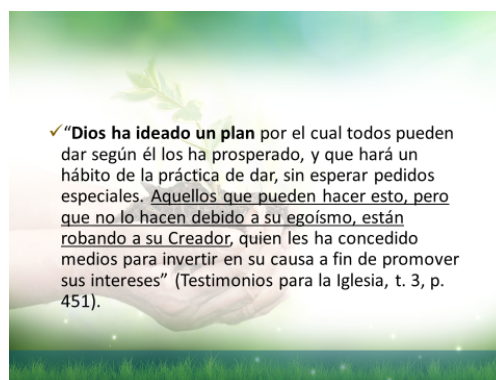 ✓“Dios ha ideado un plan por el cual todos pueden
dar según él los ha prosperado, y que hará un
hábito de la práctica de dar, sin esperar pedidos
especiales. Aquellos que pueden hacer esto, pero
que no lo hacen debido a su egoísmo, están
robando a su Creador, quien les ha concedido
medios para invertir en su causa a fin de promover
sus intereses” (Testimonios para la Iglesia, t. 3, p.
451).